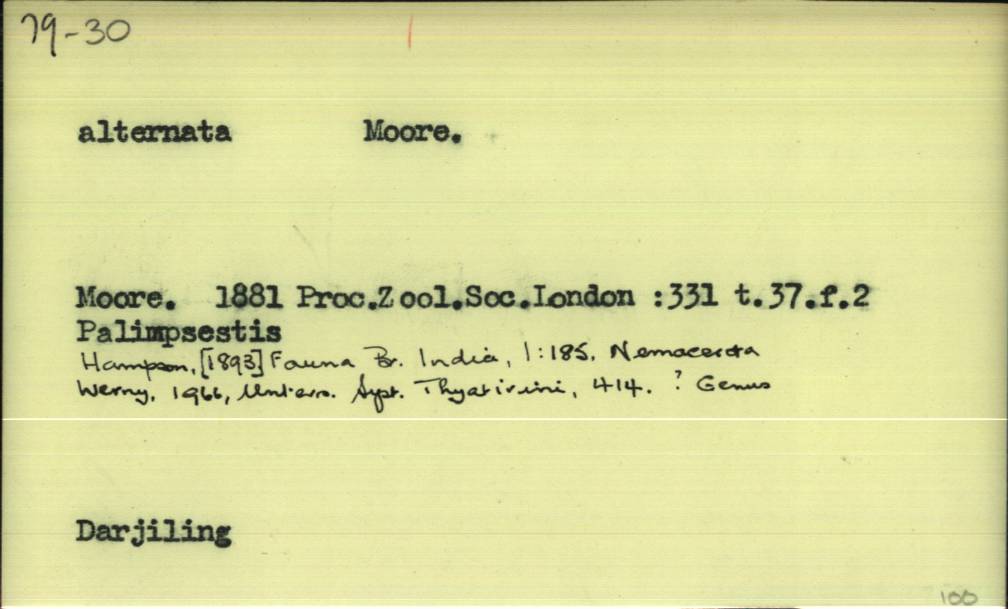 79-30
alternata Moore.
Moore. 1881 Proc.Zool.Soc.London :331 t.37.f.2
Palimpsestis
Hampson, [1893] Fauna Br. India, 1:185. Nemacerota
Werny, 1966, Unters. Syst. Thyatirini, 414. ? Genus
Darjiling
100